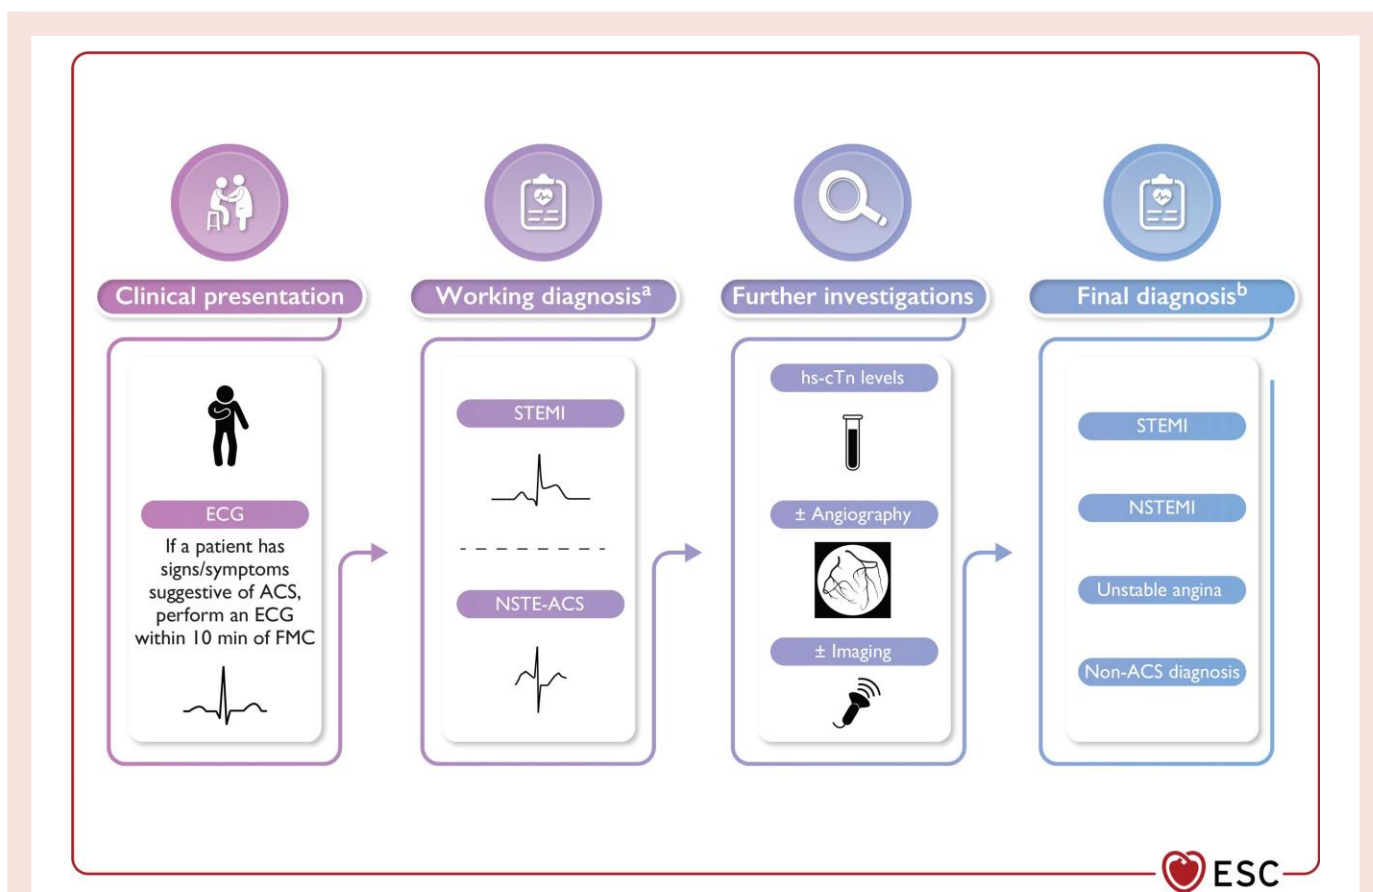 Clinical presentation
ECG
If a patient has
signs/symptoms
suggestive of ACS,
perform an ECG
within 10 min of FMC
Working diagnosisᵃ
STEMI
NSTE-ACS
Further investigations
hs-cTn levels
± Angiography
± Imaging
Final diagnosisᵇ
STEMI
NSTEMI
Unstable angina
Non-ACS diagnosis
ESC